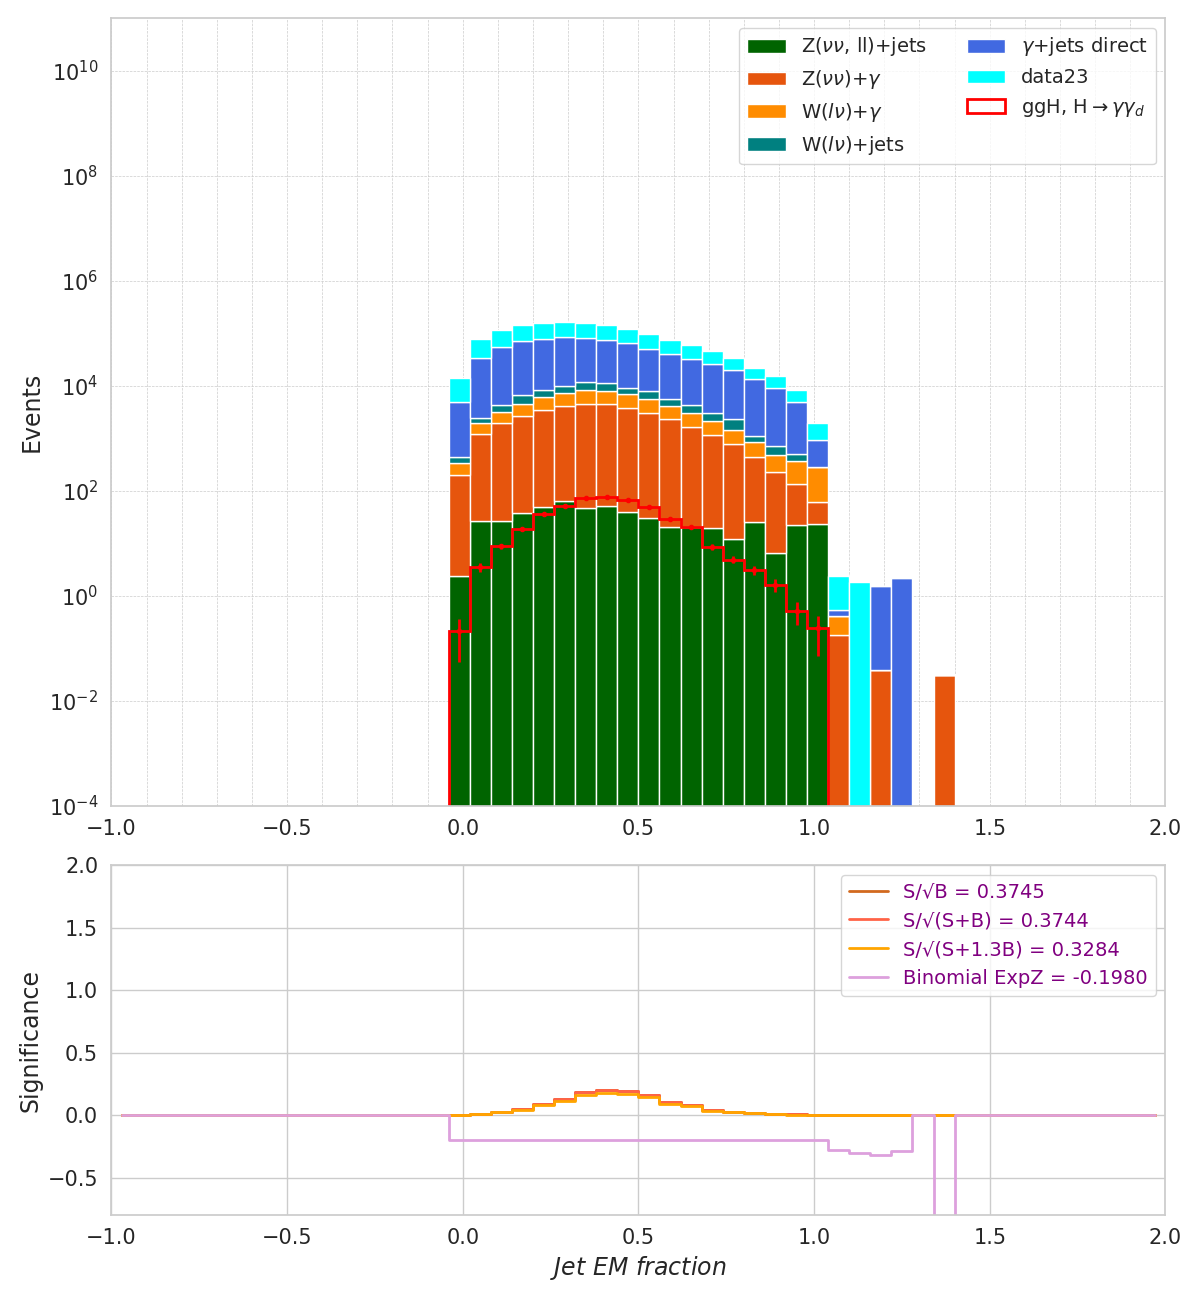 Z(νν, ll)+jets
Z(νν)+γ
W(lν)+γ
W(lν)+jets
γ+jets direct
data23
ggH, H→γγ_d
10^10
10^8
10^6
10^4
10^2
10^0
10^−2
10^−4
Events
−1.0 −0.5 0.0 0.5 1.0 1.5 2.0
S/√B = 0.3745
S/√(S+B) = 0.3744
S/√(S+1.3B) = 0.3284
Binomial ExpZ = -0.1980
2.0
1.5
1.0
0.5
0.0
−0.5
Significance
−1.0 −0.5 0.0 0.5 1.0 1.5 2.0
Jet EM fraction